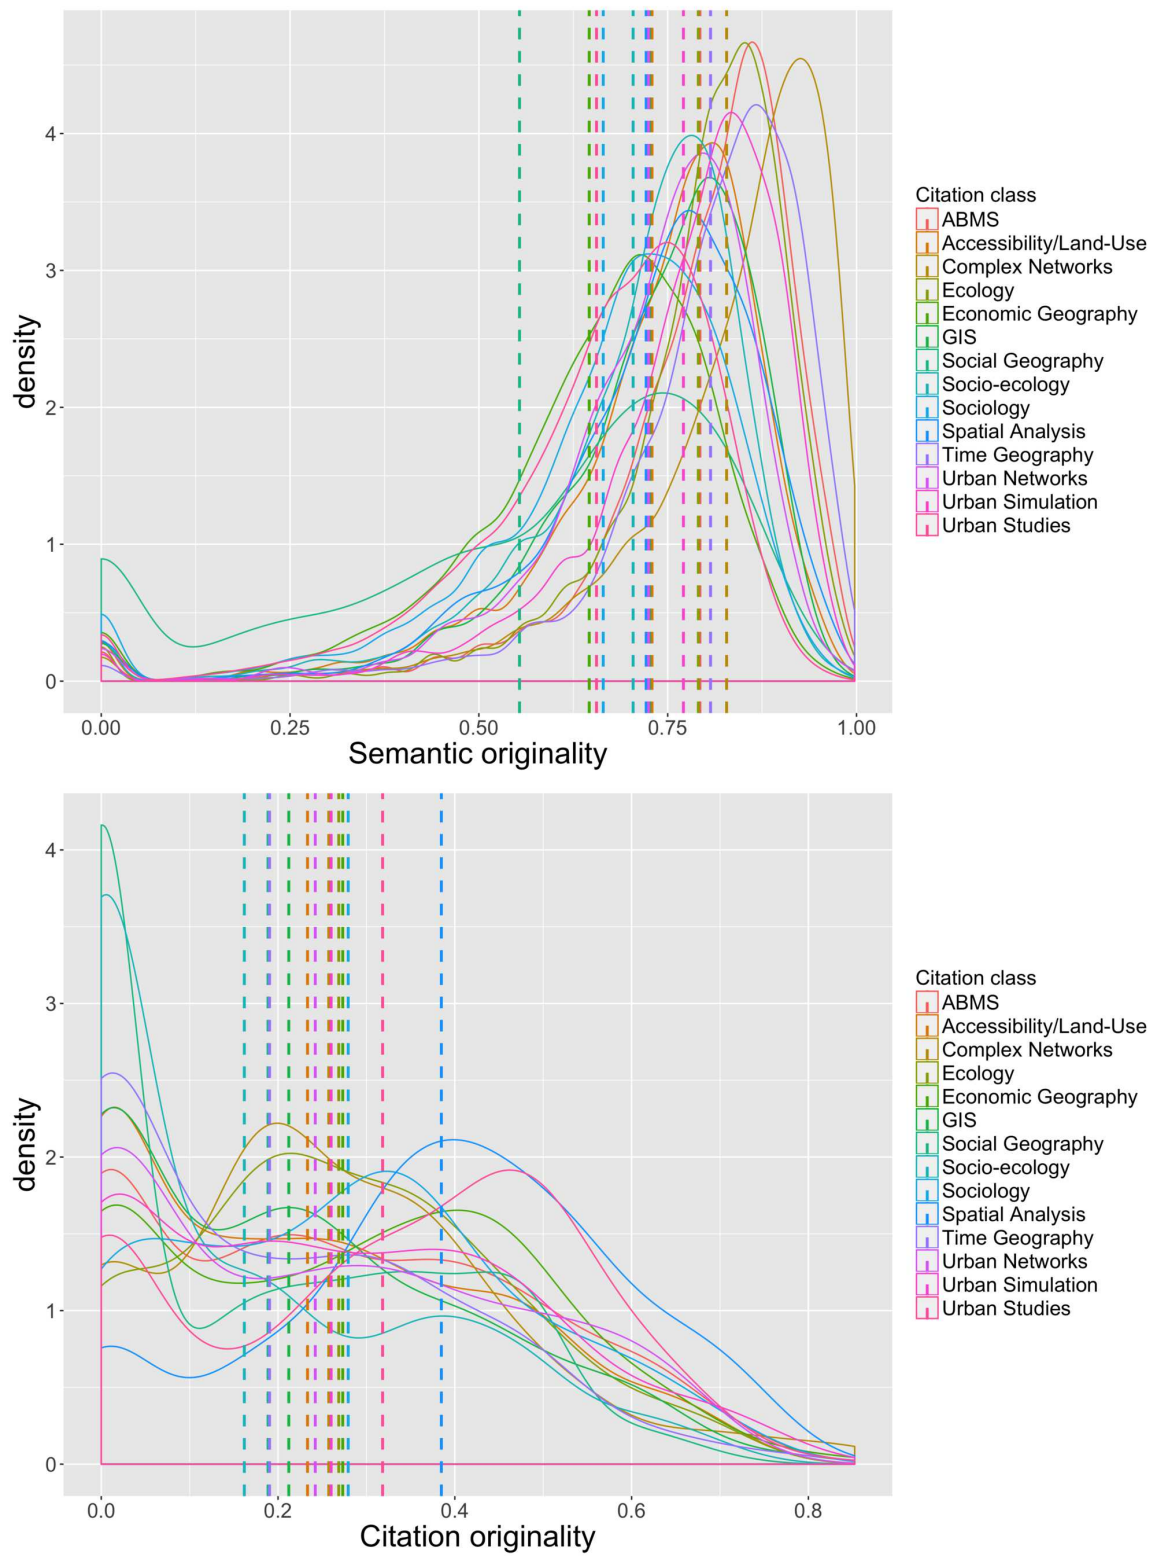 4
3
2
1
0
density
0.00 0.25 0.50 0.75 1.00
Semantic originality
Citation class
ABMS
Accessibility/Land-Use
Complex Networks
Ecology
Economic Geography
GIS
Social Geography
Socio-ecology
Sociology
Spatial Analysis
Time Geography
Urban Networks
Urban Simulation
Urban Studies
4
3
2
1
0
density
0.0 0.2 0.4 0.6 0.8
Citation originality
Citation class
ABMS
Accessibility/Land-Use
Complex Networks
Ecology
Economic Geography
GIS
Social Geography
Socio-ecology
Sociology
Spatial Analysis
Time Geography
Urban Networks
Urban Simulation
Urban Studies